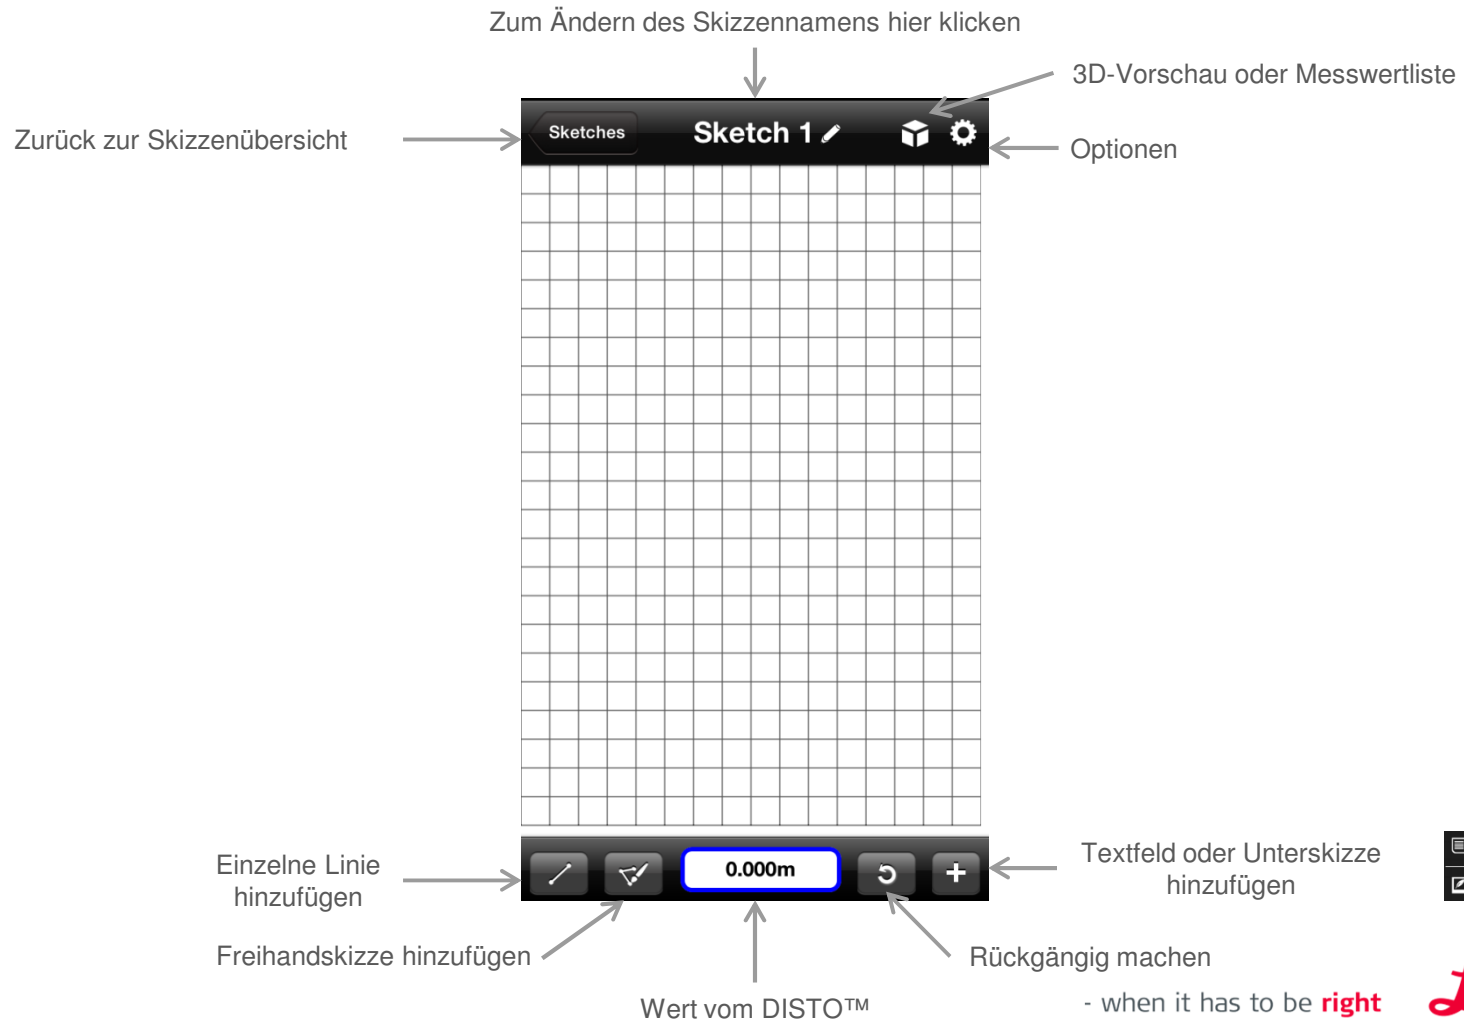 Zum Ändern des Skizzennamens hier klicken
3D-Vorschau oder Messwertliste
Zurück zur Skizzenübersicht
Sketches
Sketch 1
Optionen
Einzelne Linie
hinzufügen
0.000m
Textfeld oder Unterskizze
hinzufügen
Freihandskizze hinzufügen
Rückgängig machen
Wert vom DISTO™
- when it has to be right